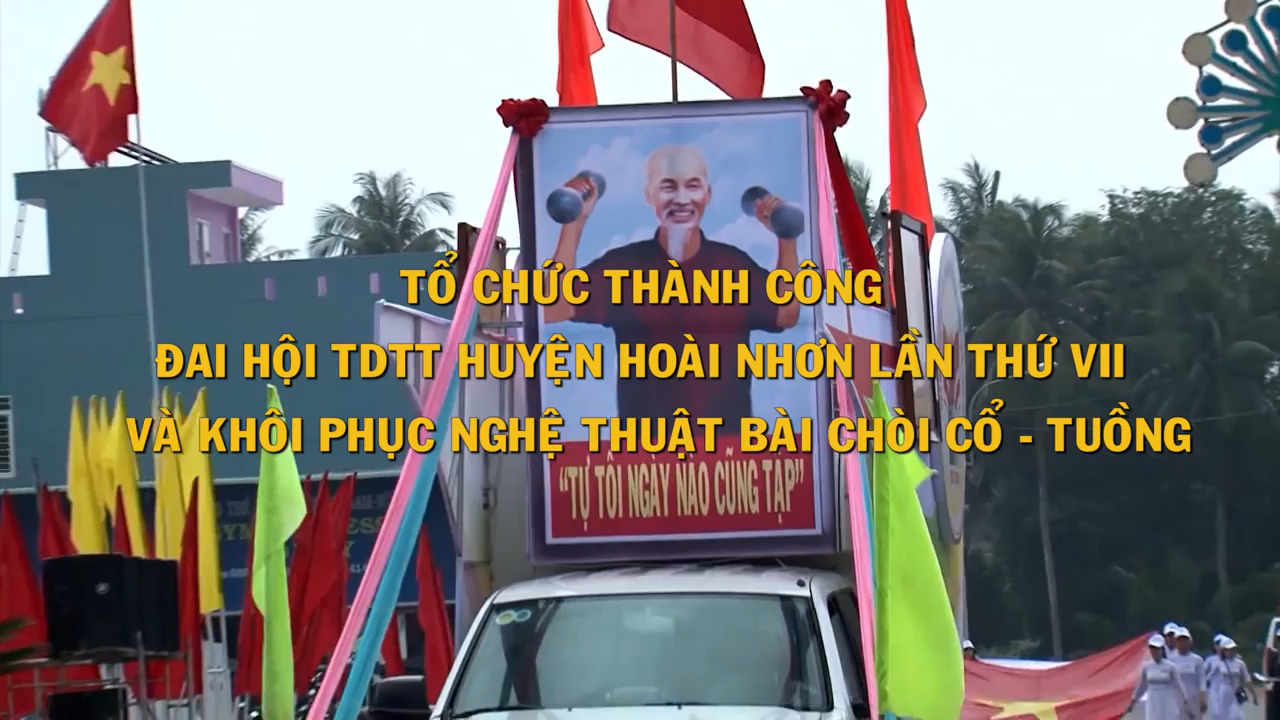 TỔ CHỨC THÀNH CÔNG
ĐAI HỘI TDTT HUYỆN HOÀI NHƠN LẦN THỨ VII
VÀ KHÔI PHỤC NGHỆ THUẬT BÀI CHÒI CỔ - TUỒNG
"TỰ TÔI NGÀY NÀO CŨNG TẬP"